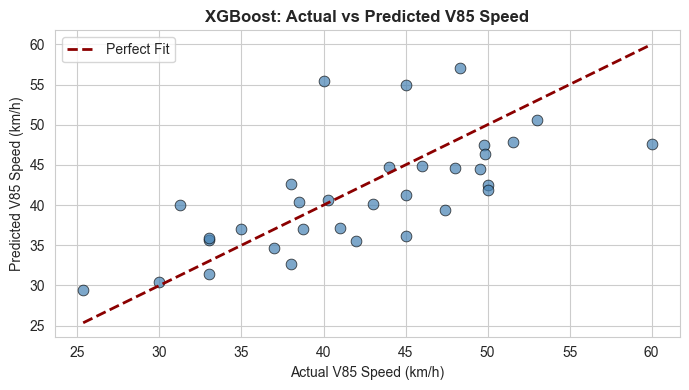 XGBoost: Actual vs Predicted V85 Speed
Perfect Fit
Predicted V85 Speed (km/h)
60
55
50
45
40
35
30
25
25 30 35 40 45 50 55 60
Actual V85 Speed (km/h)